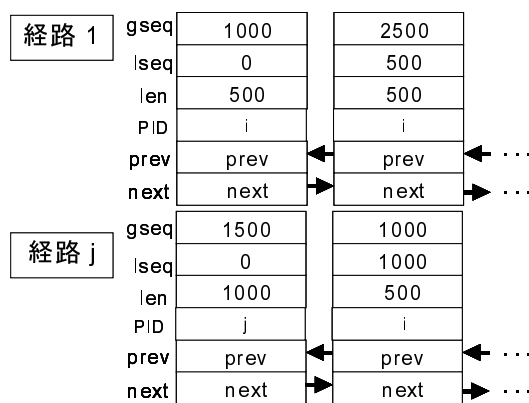 経路 1
gseq 1000 2500
lseq 0 500
len 500 500
PID i i
prev prev prev ...
next next next ...
経路 j
gseq 1500 1000
lseq 0 1000
len 1000 500
PID j i
prev prev prev ...
next next next ...